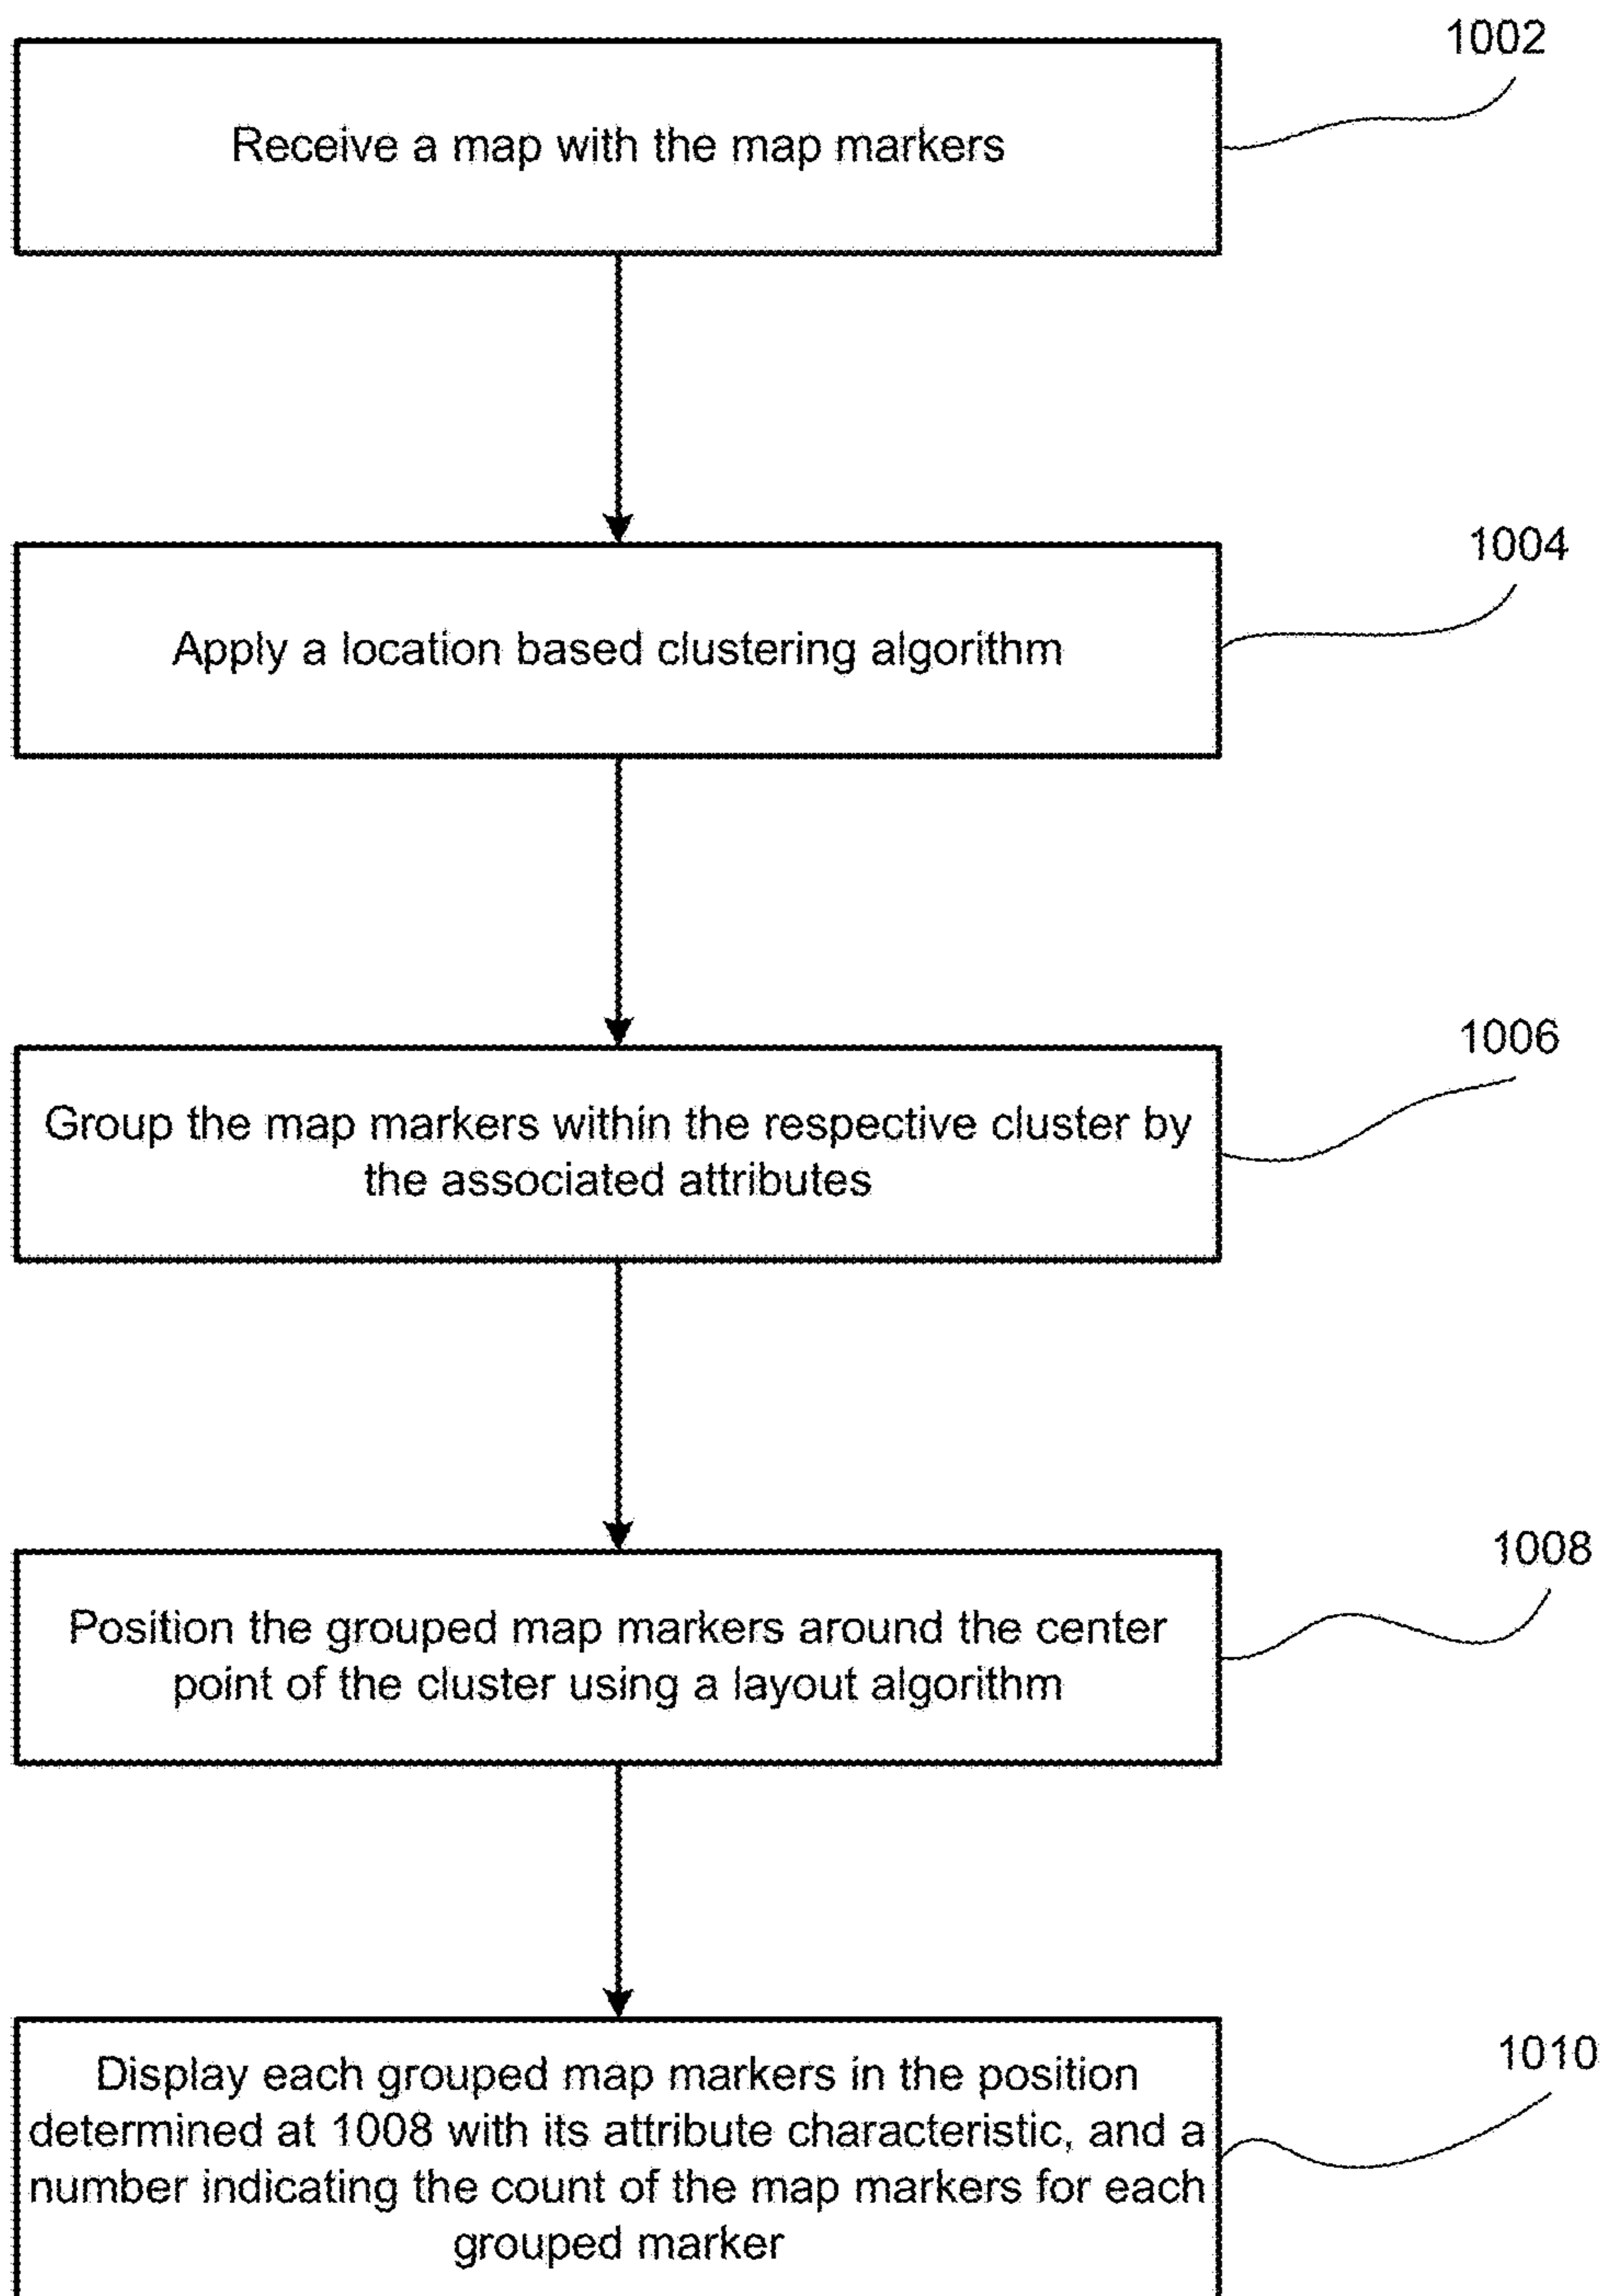 1002
Receive a map with the map markers
1004
Apply a location based clustering algorithm
1006
Group the map markers within the respective cluster by
the associated attributes
1008
Position the grouped map markers around the center
point of the cluster using a layout algorithm
1010
Display each grouped map markers in the position
determined at 1008 with its attribute characteristic, and a
number indicating the count of the map markers for each
grouped marker